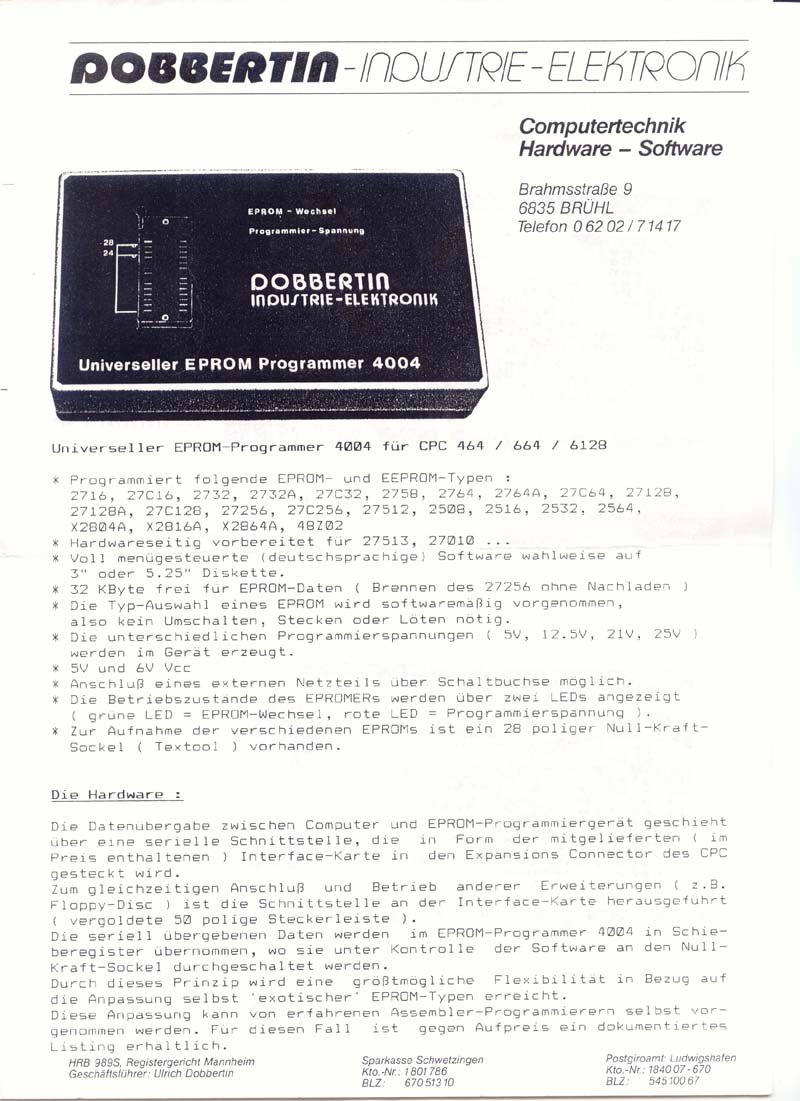 DOBBERTIN-INDUSTRIE-ELEKTRONIK
Computertechnik
Hardware – Software
Brahmsstraße 9
6835 BRÜHL
Telefon 0 62 02 / 7 14 17
EPROM - Wechsel
Programmier-Spannung
28
24
DOBBERTIN
INDUSTRIE-ELEKTRONIK
Universeller EPROM Programmer 4004
Universeller EPROM-Programmer 4004 für CPC 464 / 664 / 6128
* Programmiert folgende EPROM- und EEPROM-Typen :
2716, 27C16, 2732, 2732A, 27C32, 2758, 2764, 2764A, 27C64, 27128,
27128A, 27C128, 27256, 27C256, 27512, 2508, 2516, 2532, 2564,
X2804A, X2816A, X2864A, 48Z02
* Hardwareseitig vorbereitet für 27513, 27010 ...
* Voll menügesteuerte (deutschsprachige) Software wahlweise auf
3" oder 5.25" Diskette.
* 32 KByte frei für EPROM-Daten ( Brennen des 27256 ohne Nachladen )
* Die Typ-Auswahl eines EPROM wird softwaremäßig vorgenommen,
also kein Umschalten, Stecken oder Löten nötig.
* Die unterschiedlichen Programmierspannungen ( 5V, 12.5V, 21V, 25V )
werden im Gerät erzeugt.
* 5V und 6V Vcc
* Anschluß eines externen Netzteils über Schaltbuchse möglich.
* Die Betriebszustände des EPROMERs werden über zwei LEDs angezeigt
( grüne LED = EPROM-Wechsel, rote LED = Programmierspannung ).
* Zur Aufnahme der verschiedenen EPROMs ist ein 28 poliger Null-Kraft-
Sockel ( Textool ) vorhanden.
Die Hardware :
Die Datenübergabe zwischen Computer und EPROM-Programmiergerät geschieht
über eine serielle Schnittstelle, die in Form der mitgelieferten ( im
Preis enthaltenen ) Interface-Karte in den Expansions Connector des CPC
gesteckt wird.
Zum gleichzeitigen Anschluß und Betrieb anderer Erweiterungen ( z.B.
Floppy-Disc ) ist die Schnittstelle an der Interface-Karte herausgeführt
( vergoldete 50 polige Steckerleiste ).
Die seriell übergebenen Daten werden im EPROM-Programmer 4004 in Schie-
beregister übernommen, wo sie unter Kontrolle der Software an den Null-
Kraft-Sockel durchgeschaltet werden.
Durch dieses Prinzip wird eine größtmögliche Flexibilität in Bezug auf
die Anpassung selbst 'exotischer' EPROM-Typen erreicht.
Diese Anpassung kann von erfahrenen Assembler-Programmierern selbst vor-
genommen werden. Für diesen Fall ist gegen Aufpreis ein dokumentiertes
Listing erhältlich.
HRB 989S, Registergericht Mannheim
Geschäftsführer: Ulrich Dobbertin
Sparkasse Schwetzingen
Kto.-Nr.: 1 801 786
BLZ: 670 513 10
Postgiroamt: Ludwigshafen
Kto.-Nr.: 1840 07 - 670
BLZ: 545 100 67